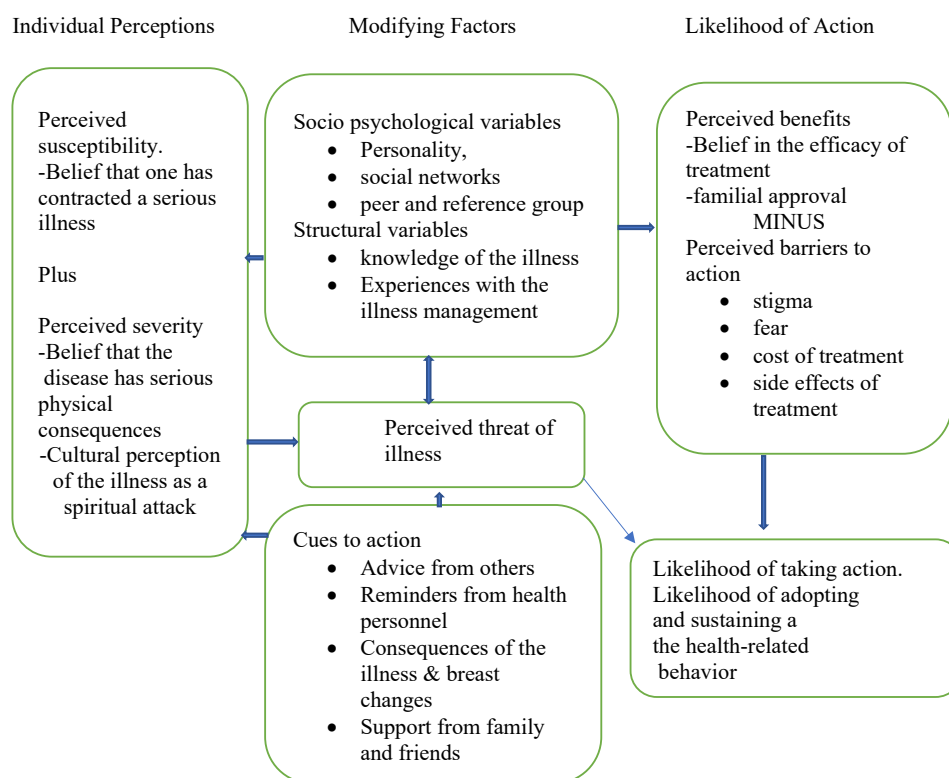 Individual Perceptions
Modifying Factors
Likelihood of Action
Perceived
susceptibility.
-Belief that one has
contracted a serious
illness
Plus
Perceived severity
-Belief that the
disease has serious
physical
consequences
-Cultural perception
of the illness as a
spiritual attack
Socio psychological variables
• Personality,
• social networks
• peer and reference group
Structural variables
• knowledge of the illness
• Experiences with the
illness management
Perceived threat of
illness
Cues to action
• Advice from others
• Reminders from health
personnel
• Consequences of the
illness & breast
changes
• Support from family
and friends
Perceived benefits
-Belief in the efficacy of
treatment
-familial approval
MINUS
Perceived barriers to
action
• stigma
• fear
• cost of treatment
• side effects of
treatment
Likelihood of taking action.
Likelihood of adopting
and sustaining a
the health-related
behavior